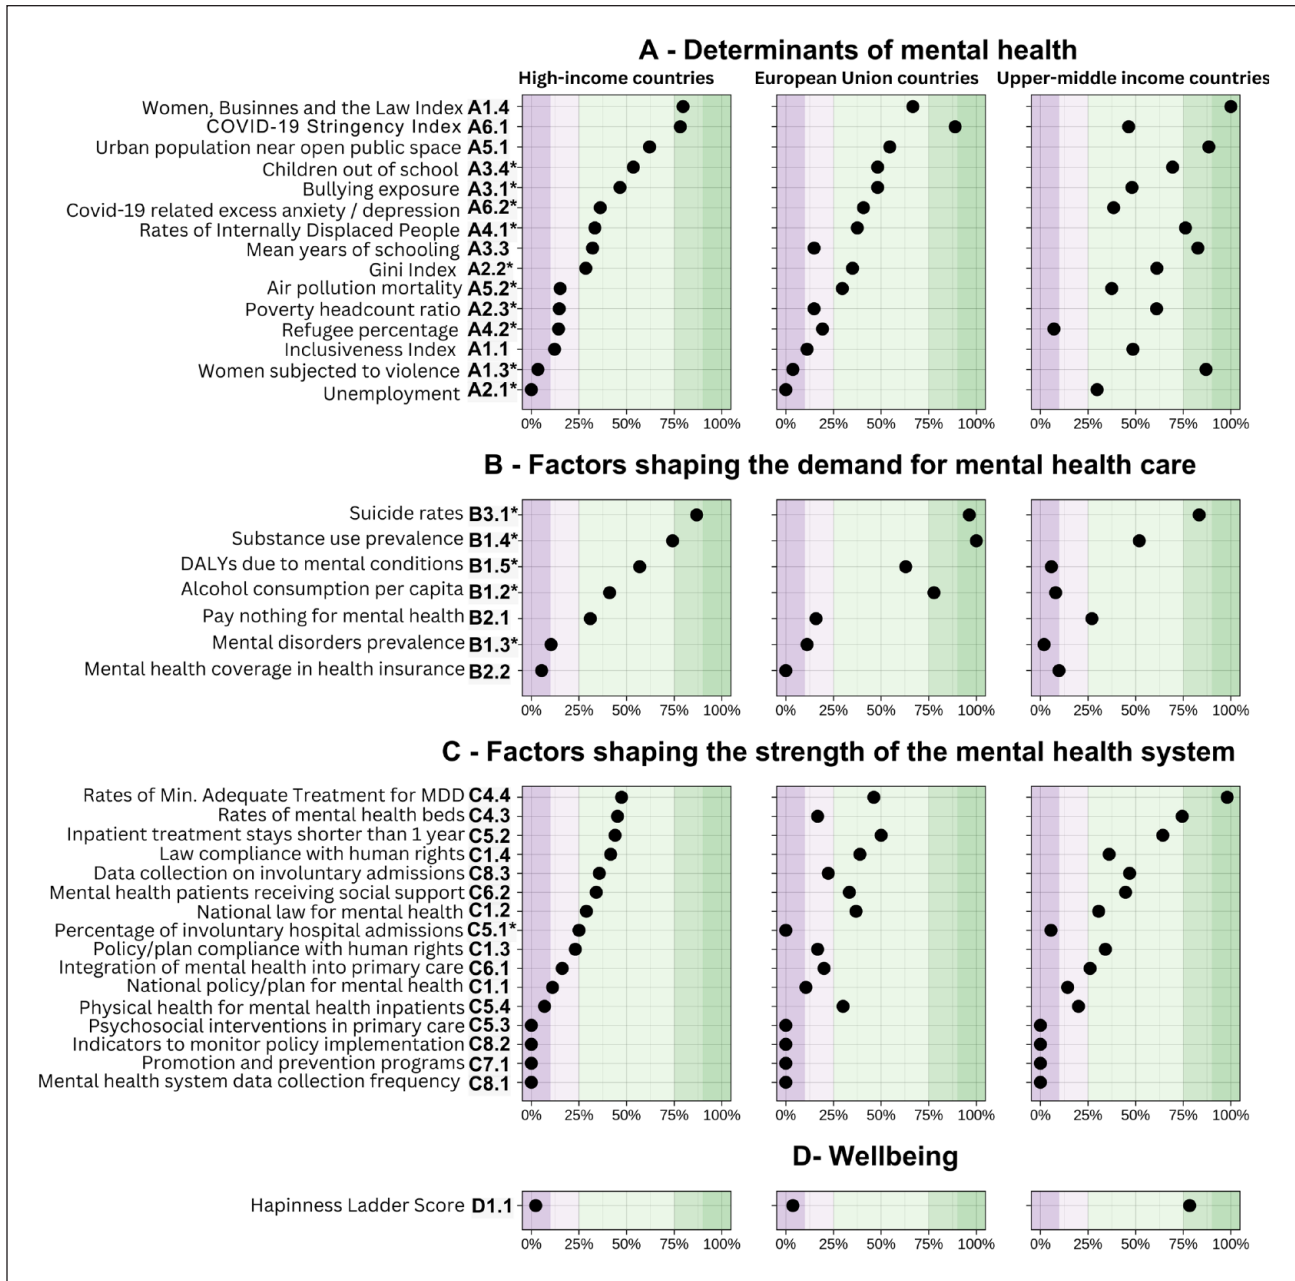 A - Determinants of mental health
High-income countries European Union countries Upper-middle income countries
Women, Businnes and the Law Index A1.4
COVID-19 Stringency Index A6.1
Urban population near open public space A5.1
Children out of school A3.4*
Bullying exposure A3.1*
Covid-19 related excess anxiety / depression A6.2*
Rates of Internally Displaced People A4.1*
Mean years of schooling A3.3
Gini Index A2.2*
Air pollution mortality A5.2*
Poverty headcount ratio A2.3*
Refugee percentage A4.2*
Inclusiveness Index A1.1
Women subjected to violence A1.3*
Unemployment A2.1*
0% 25% 50% 75% 100% 0% 25% 50% 75% 100% 0% 25% 50% 75% 100%
B - Factors shaping the demand for mental health care
Suicide rates B3.1*
Substance use prevalence B1.4*
DALYs due to mental conditions B1.5*
Alcohol consumption per capita B1.2*
Pay nothing for mental health B2.1
Mental disorders prevalence B1.3*
Mental health coverage in health insurance B2.2
0% 25% 50% 75% 100% 0% 25% 50% 75% 100% 0% 25% 50% 75% 100%
C - Factors shaping the strength of the mental health system
Rates of Min. Adequate Treatment for MDD C4.4
Rates of mental health beds C4.3
Inpatient treatment stays shorter than 1 year C5.2
Law compliance with human rights C1.4
Data collection on involuntary admissions C8.3
Mental health patients receiving social support C6.2
National law for mental health C1.2
Percentage of involuntary hospital admissions C5.1*
Policy/plan compliance with human rights C1.3
Integration of mental health into primary care C6.1
National policy/plan for mental health C1.1
Physical health for mental health inpatients C5.4
Psychosocial interventions in primary care C5.3
Indicators to monitor policy implementation C8.2
Promotion and prevention programs C7.1
Mental health system data collection frequency C8.1
0% 25% 50% 75% 100% 0% 25% 50% 75% 100% 0% 25% 50% 75% 100%
D- Wellbeing
Hapinness Ladder Score D1.1
0% 25% 50% 75% 100% 0% 25% 50% 75% 100% 0% 25% 50% 75% 100%